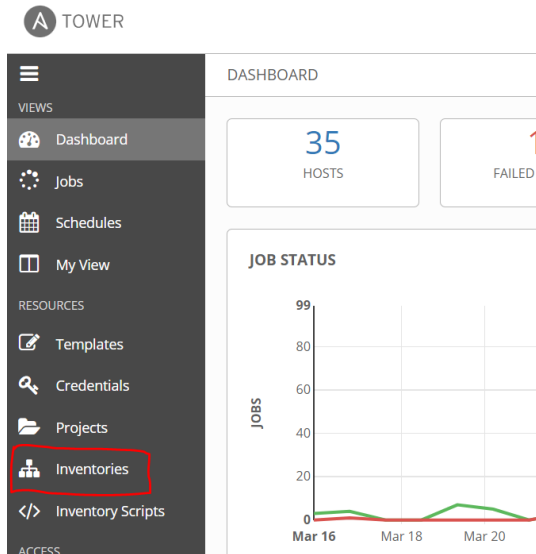 A TOWER
VIEWS
Dashboard
Jobs
Schedules
My View
RESOURCES
Templates
Credentials
Projects
Inventories
</> Inventory Scripts
ACCESS
DASHBOARD
35
HOSTS
FAILED
JOB STATUS
JOBS
99
80
60
40
20
0
Mar 16 Mar 18 Mar 20